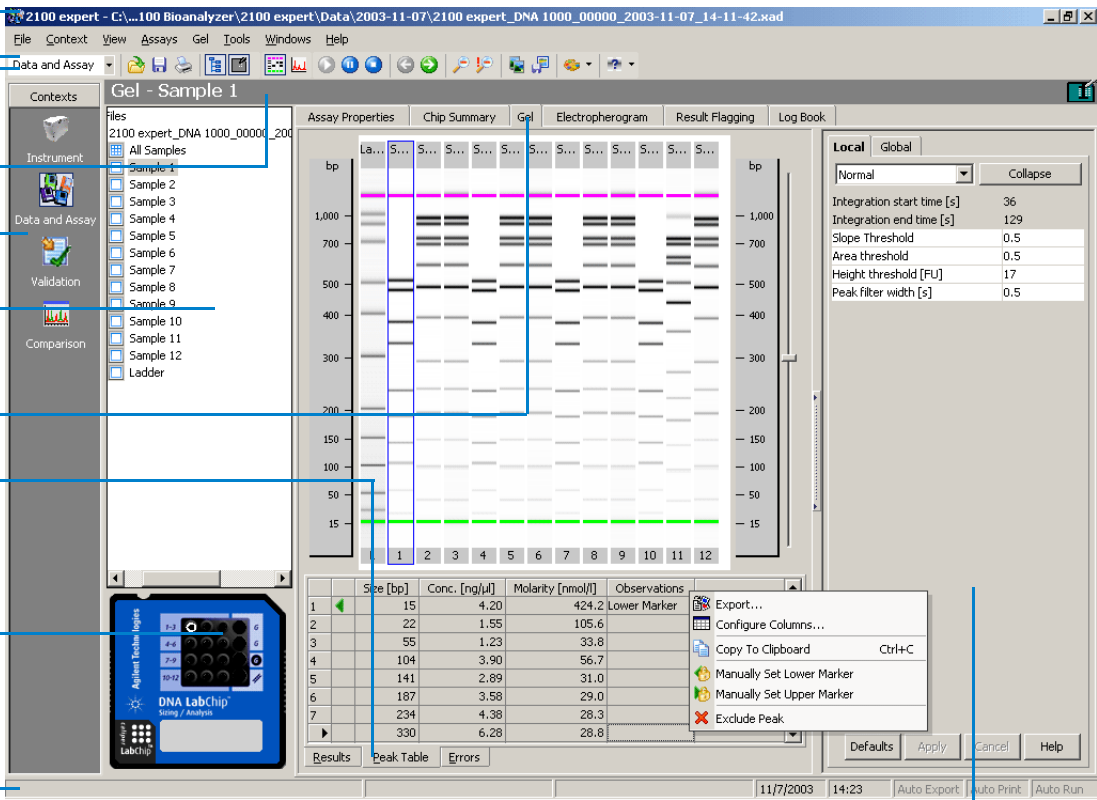 2100 expert - C:\...100 Bioanalyzer\2100 expert\Data\2003-11-07\2100 expert_DNA 1000_00000_2003-11-07_14-11-42.xad
File Context View Assays Gel Tools Windows Help
Data and Assay
Contexts
Gel - Sample 1
Instrument
Data and Assay
Validation
Comparison
Files
2100 expert_DNA 1000_00000_200
All Samples
Sample 1
Sample 2
Sample 3
Sample 4
Sample 5
Sample 6
Sample 7
Sample 8
Sample 9
Sample 10
Sample 11
Sample 12
Ladder
Assay Properties Chip Summary Gel Electropherogram Result Flagging Log Book
La... S... S... S... S... S... S... S... S... S... S... S... S...
bp bp
1,000 1,000
700 700
500 500
400 400
300 300
200 200
150 150
100 100
50 50
15 15
L 1 2 3 4 5 6 7 8 9 10 11 12
Local Global
Normal Collapse
Integration start time [s] 36
Integration end time [s] 129
Slope Threshold 0.5
Area threshold 0.5
Height threshold [FU] 17
Peak filter width [s] 0.5
Size [bp] Conc. [ng/µl] Molarity [nmol/l] Observations
1 15 4.20 424.2 Lower Marker
2 22 1.55 105.6
3 55 1.23 33.8
4 104 3.90 56.7
5 141 2.89 31.0
6 187 3.58 29.0
7 234 4.38 28.3
330 6.28 28.8
Export...
Configure Columns...
Copy To Clipboard Ctrl+C
Manually Set Lower Marker
Manually Set Upper Marker
Exclude Peak
Results Peak Table Errors
Defaults Apply Cancel Help
Agilent Technologies
1-3 6
4-6 6
7-9 G
10-12
DNA LabChip
Sizing / Analysis
LabChip
11/7/2003 14:23 Auto Export Auto Print Auto Run